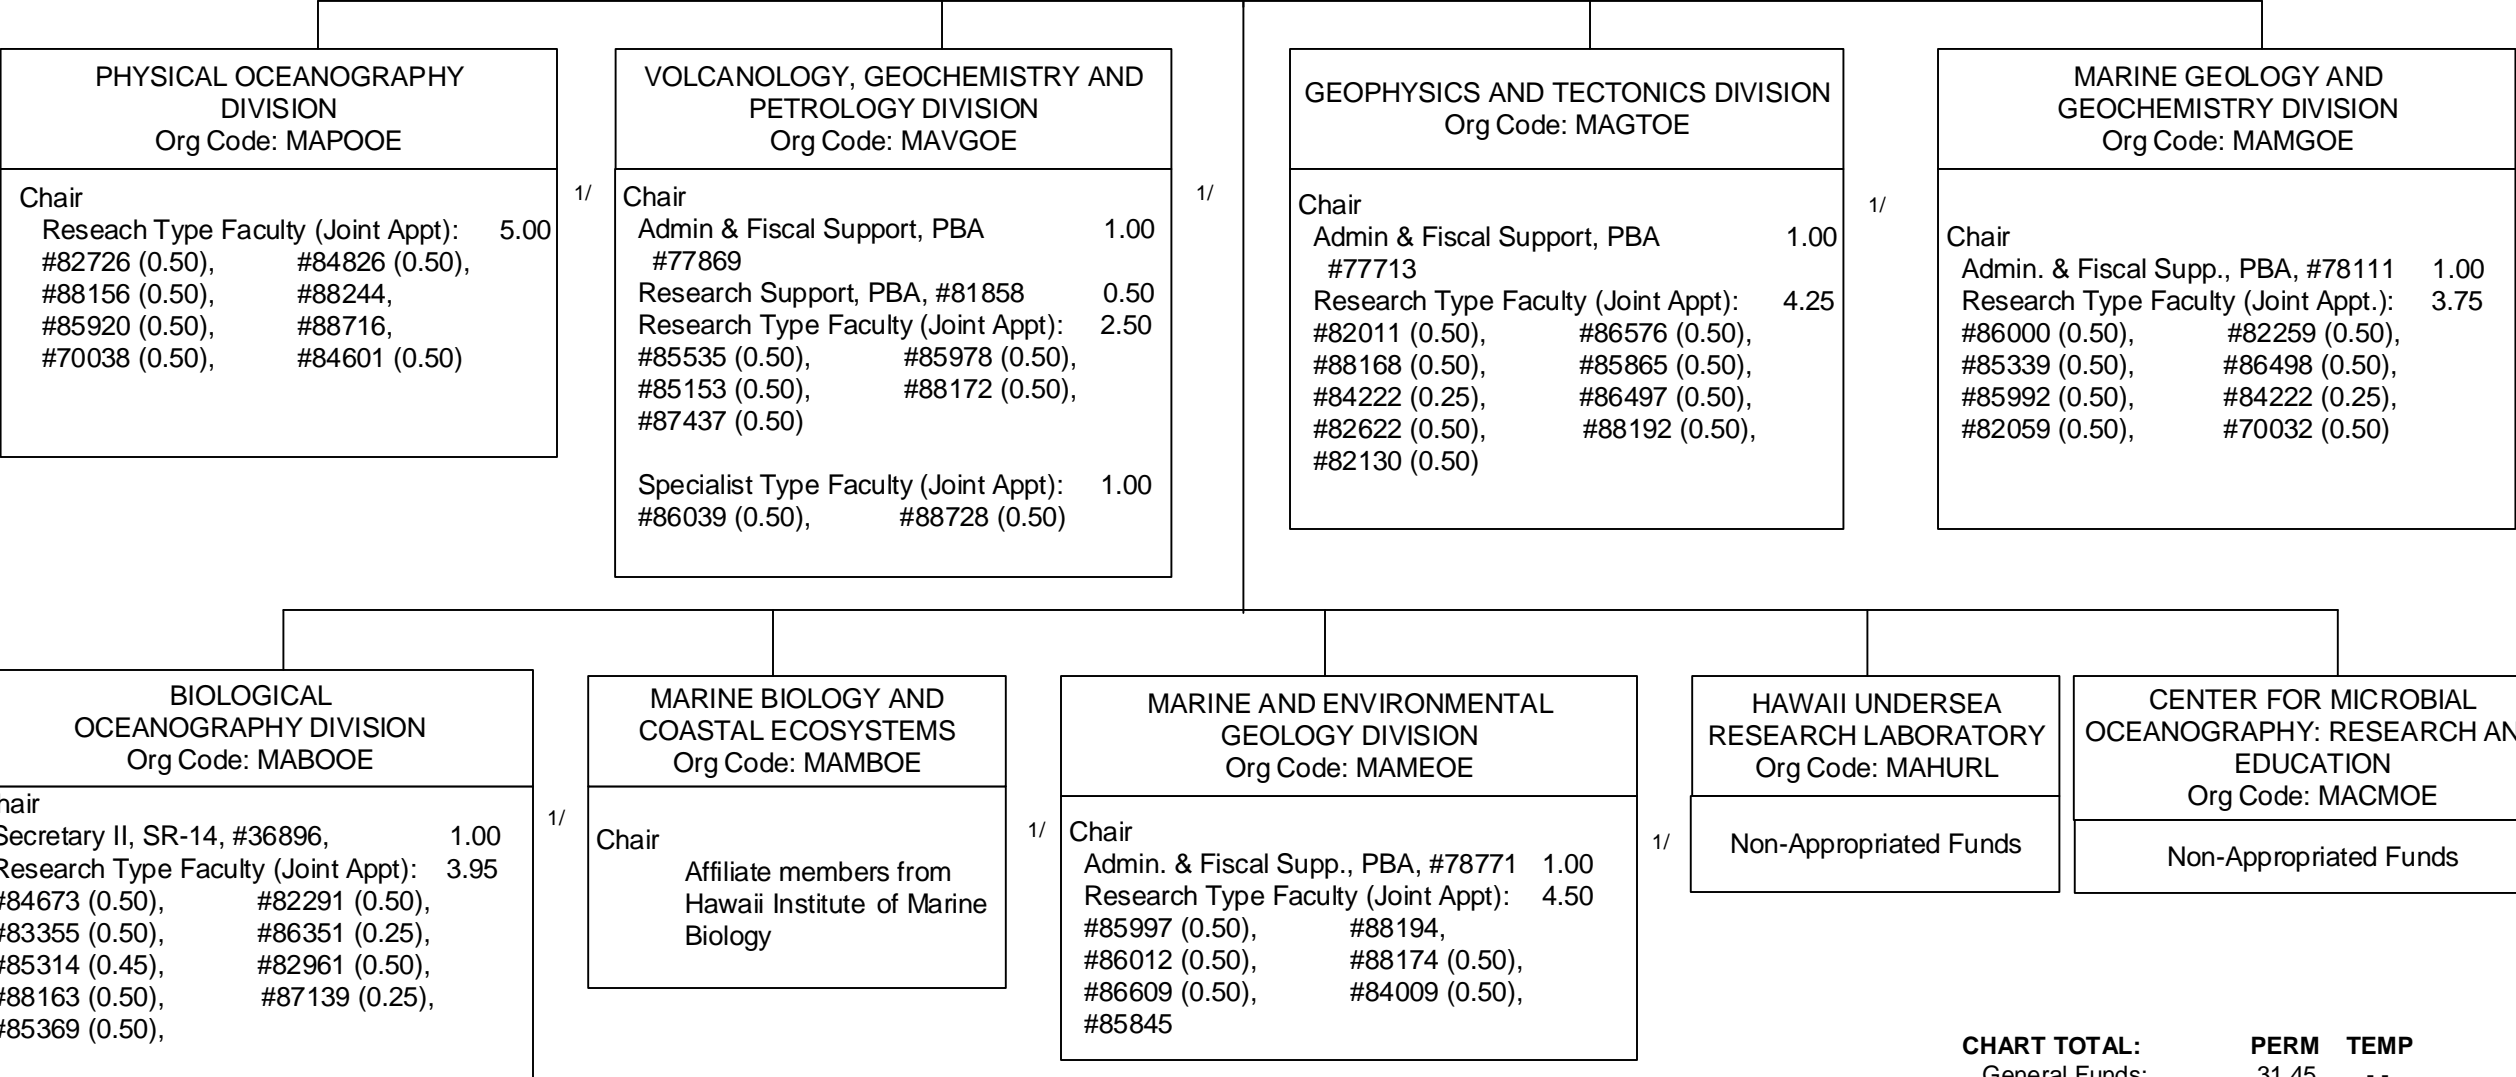 PHYSICAL OCEANOGRAPHY
DIVISION
Org Code: MAPOOE
Chair
Reseach Type Faculty (Joint Appt): 5.00
#82726 (0.50), #84826 (0.50),
#88156 (0.50), #88244,
#85920 (0.50), #88716,
#70038 (0.50), #84601 (0.50)
1/
VOLCANOLOGY, GEOCHEMISTRY AND
PETROLOGY DIVISION
Org Code: MAVGOE
Chair
Admin & Fiscal Support, PBA 1.00
#77869
Research Support, PBA, #81858 0.50
Research Type Faculty (Joint Appt): 2.50
#85535 (0.50), #85978 (0.50),
#85153 (0.50), #88172 (0.50),
#87437 (0.50)
Specialist Type Faculty (Joint Appt): 1.00
#86039 (0.50), #88728 (0.50)
1/
GEOPHYSICS AND TECTONICS DIVISION
Org Code: MAGTOE
Chair
Admin & Fiscal Support, PBA 1.00
#77713
Research Type Faculty (Joint Appt): 4.25
#82011 (0.50), #86576 (0.50),
#88168 (0.50), #85865 (0.50),
#84222 (0.25), #86497 (0.50),
#82622 (0.50), #88192 (0.50),
#82130 (0.50)
1/
MARINE GEOLOGY AND
GEOCHEMISTRY DIVISION
Org Code: MAMGOE
Chair
Admin. & Fiscal Supp., PBA, #78111 1.00
Research Type Faculty (Joint Appt.): 3.75
#86000 (0.50), #82259 (0.50),
#85339 (0.50), #86498 (0.50),
#85992 (0.50), #84222 (0.25),
#82059 (0.50), #70032 (0.50)
BIOLOGICAL
OCEANOGRAPHY DIVISION
Org Code: MABOOE
hair
Secretary II, SR-14, #36896, 1.00
Research Type Faculty (Joint Appt): 3.95
#84673 (0.50), #82291 (0.50),
#83355 (0.50), #86351 (0.25),
#85314 (0.45), #82961 (0.50),
#88163 (0.50), #87139 (0.25),
#85369 (0.50),
1/
MARINE BIOLOGY AND
COASTAL ECOSYSTEMS
Org Code: MAMBOE
Chair
Affiliate members from
Hawaii Institute of Marine
Biology
1/
MARINE AND ENVIRONMENTAL
GEOLOGY DIVISION
Org Code: MAMEOE
Chair
Admin. & Fiscal Supp., PBA, #78771 1.00
Research Type Faculty (Joint Appt): 4.50
#85997 (0.50), #88194,
#86012 (0.50), #88174 (0.50),
#86609 (0.50), #84009 (0.50),
#85845
1/
HAWAII UNDERSEA
RESEARCH LABORATORY
Org Code: MAHURL
Non-Appropriated Funds
CENTER FOR MICROBIAL
OCEANOGRAPHY: RESEARCH AN
EDUCATION
Org Code: MACMOE
Non-Appropriated Funds
CHART TOTAL: PERM TEMP
General Funds: 31.45 - -